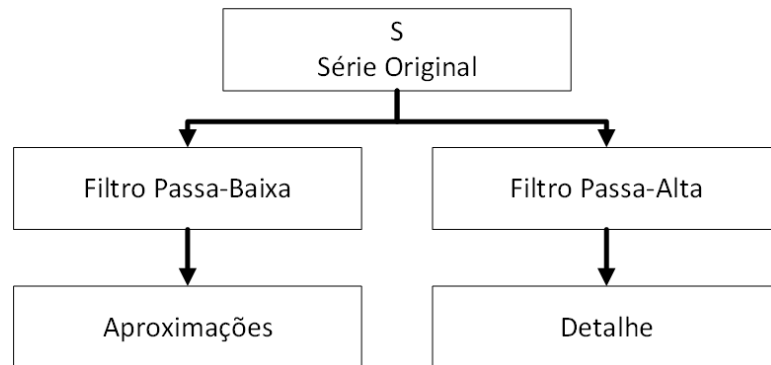 S
Série Original
Filtro Passa-Baixa
Filtro Passa-Alta
Aproximações
Detalhe